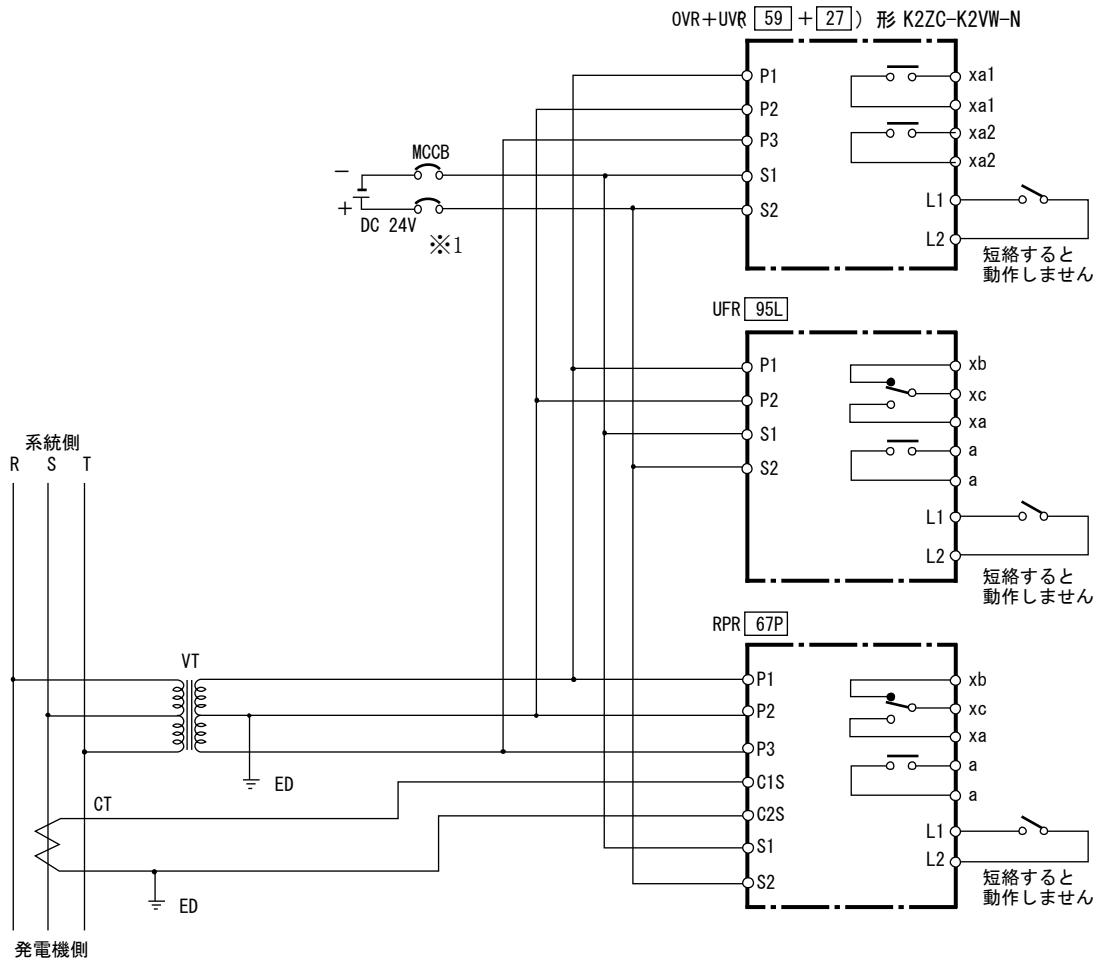 OVR+UVR 59 + 27 ) 形 K2ZC-K2VW-N
P1
P2
P3
S1
S2
xa1
xa1
xa2
xa2
L1
L2
短絡すると
動作しません
MCCB
−
+
DC 24V
※1
UFR 95L
P1
P2
S1
S2
xb
xc
xa
a
a
L1
L2
短絡すると
動作しません
系統側
R S T
VT
ED
CT
ED
発電機側
RPR 67P
P1
P2
P3
C1S
C2S
S1
S2
xb
xc
xa
a
a
L1
L2
短絡すると
動作しません